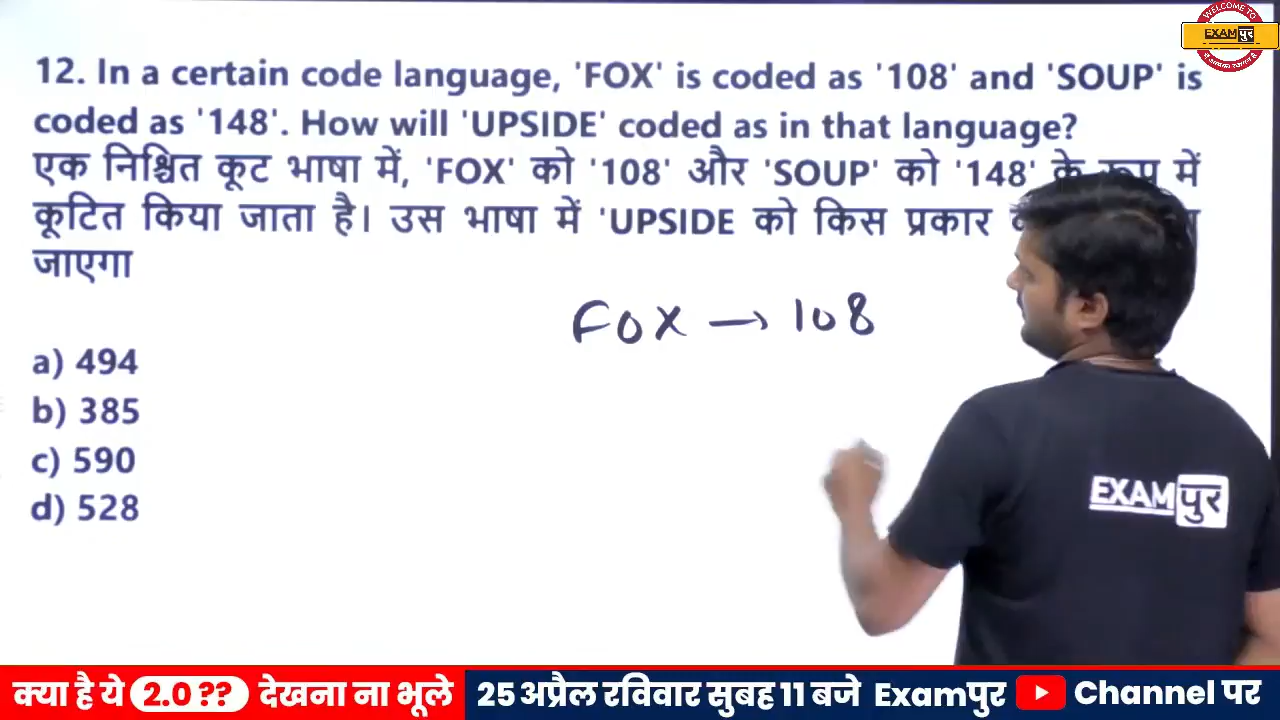 WELCOME TO
EXAMपुर
12. In a certain code language, 'FOX' is coded as '108' and 'SOUP' is
coded as '148'. How will 'UPSIDE' coded as in that language?
एक निश्चित कूट भाषा में, 'FOX' को '108' और 'SOUP' को '148' के रूप में
कूटित किया जाता है। उस भाषा में 'UPSIDE को किस प्रकार
जाएगा
FOX → 108
a) 494
b) 385
c) 590
d) 528
EXAMपुर
क्या है ये 2.0 ?? देखना ना भूले 25 अप्रैल रविवार सुबह 11 बजे Examपुर Channel पर